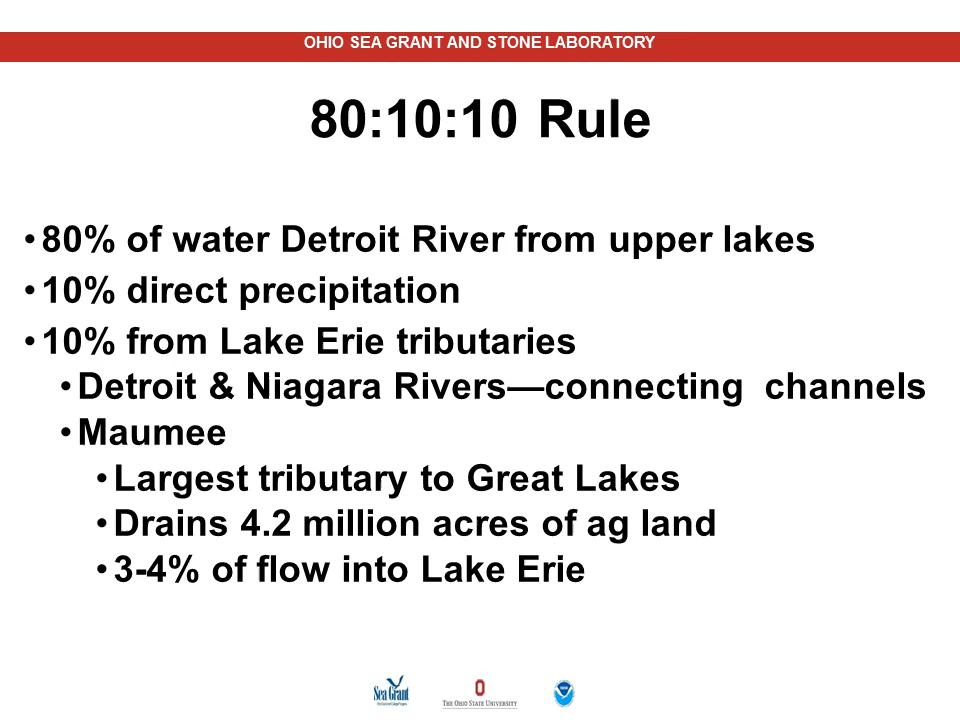 OHIO SEA GRANT AND STONE LABORATORY
80:10:10 Rule
• 80% of water Detroit River from upper lakes
• 10% direct precipitation
• 10% from Lake Erie tributaries
• Detroit & Niagara Rivers—connecting channels
• Maumee
• Largest tributary to Great Lakes
• Drains 4.2 million acres of ag land
• 3-4% of flow into Lake Erie
Sea Grant
THE OHIO STATE UNIVERSITY